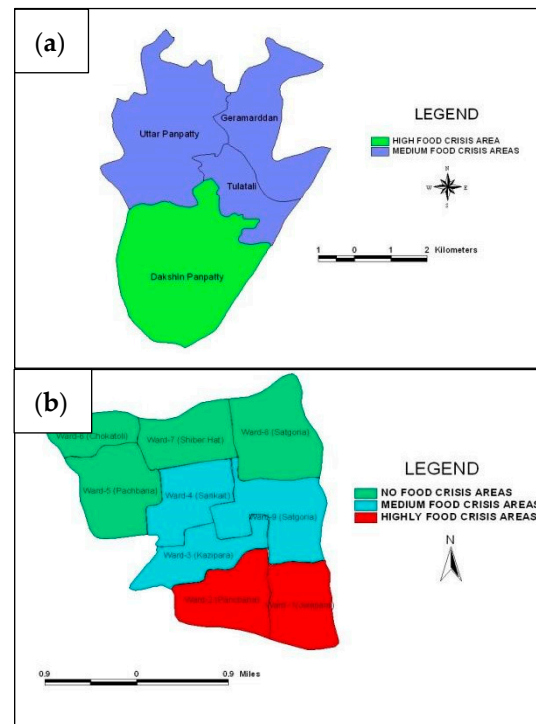 (a)
Geramarddan
Uttar Panpatty
LEGEND
HIGH FOOD CRISIS AREA
MEDIUM FOOD CRISIS AREAS
Tulatali
N
W E
S
1 0 1 2 Kilometers
Dakshin Panpatty
(b)
Ward-6 (Chokatoli)
Ward-7 (Shiber Hat)
Ward-8 (Satgoria)
Ward-5 (Pachbaria)
Ward-4 (Sarikait)
Ward-9 (Satgoria)
Ward-3 (Kazipara)
LEGEND
NO FOOD CRISIS AREAS
MEDIUM FOOD CRISIS AREAS
HIGHLY FOOD CRISIS AREAS
N
0.9 0 0.9 Miles